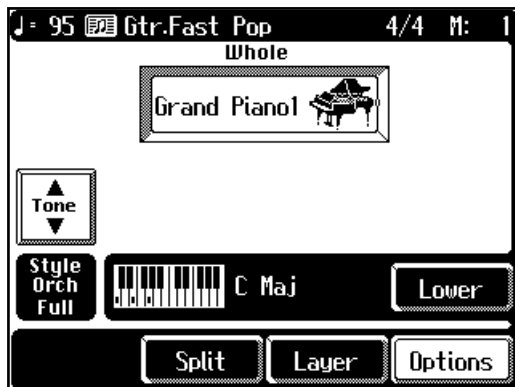 ♩= 95 Gtr.Fast Pop 4/4 M: 1
Whole
Grand Piano1
Tone
Style
Orch
Full
C Maj
Lower
Split Layer Options